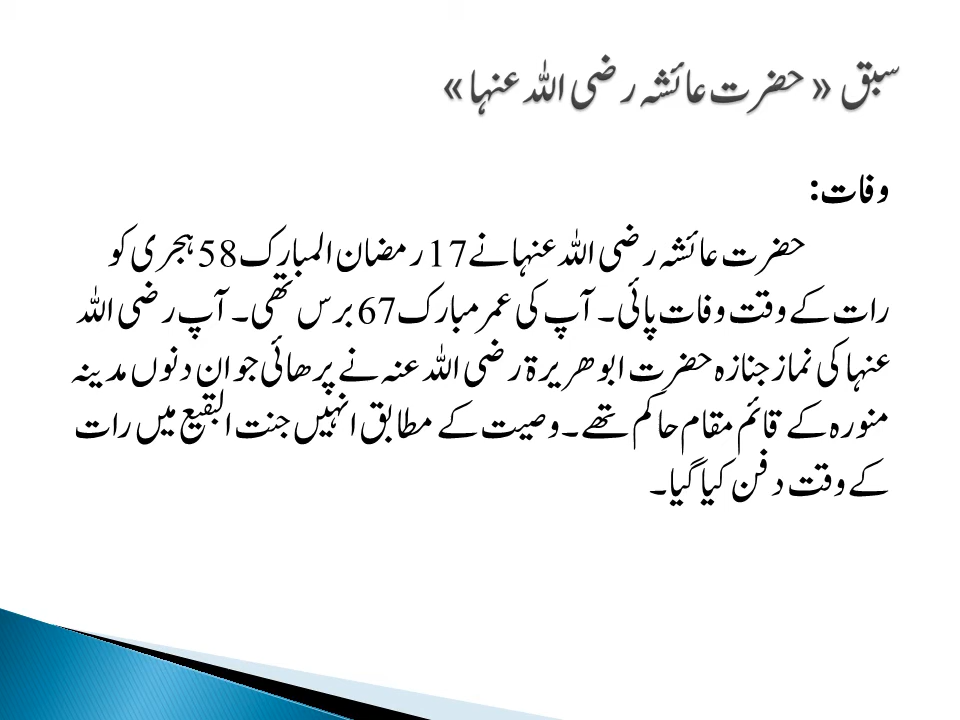 سبق « حضرت عائشہ رضی اللہ عنہا»
وفات:
حضرت عائشہ رضی اللہ عنہا نے 17 رمضان المبارک 58 ہجری کو
رات کے وقت وفات پائی۔ آپ کی عمر مبارک 67 برس تھی۔ آپ رضی اللہ
عنہا کی نماز جنازہ حضرت ابوھریرۃ رضی اللہ عنہ نے پرھائی جو ان دنوں مدینہ
منورہ کے قائم مقام حاکم تھے۔ وصیت کے مطابق انہیں جنت البقیع میں رات
کے وقت دفن کیا گیا۔